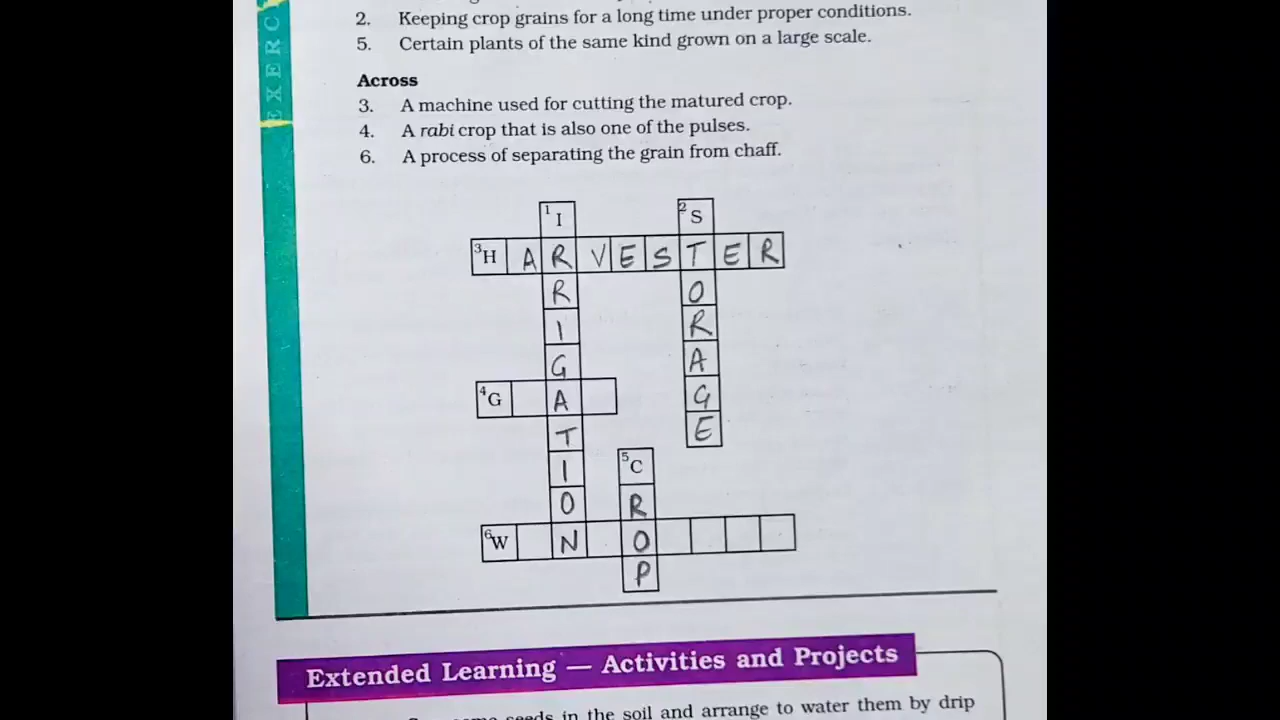 EXERC
2. Keeping crop grains for a long time under proper conditions.
5. Certain plants of the same kind grown on a large scale.
Across
3. A machine used for cutting the matured crop.
4. A rabi crop that is also one of the pulses.
6. A process of separating the grain from chaff.
1 I 2 S
3 H A R V E S T E R
R O
I R
G A
4 G A G
T E
I 5 C
O R
6 W N O
P
Extended Learning — Activities and Projects
seeds in the soil and arrange to water them by drip